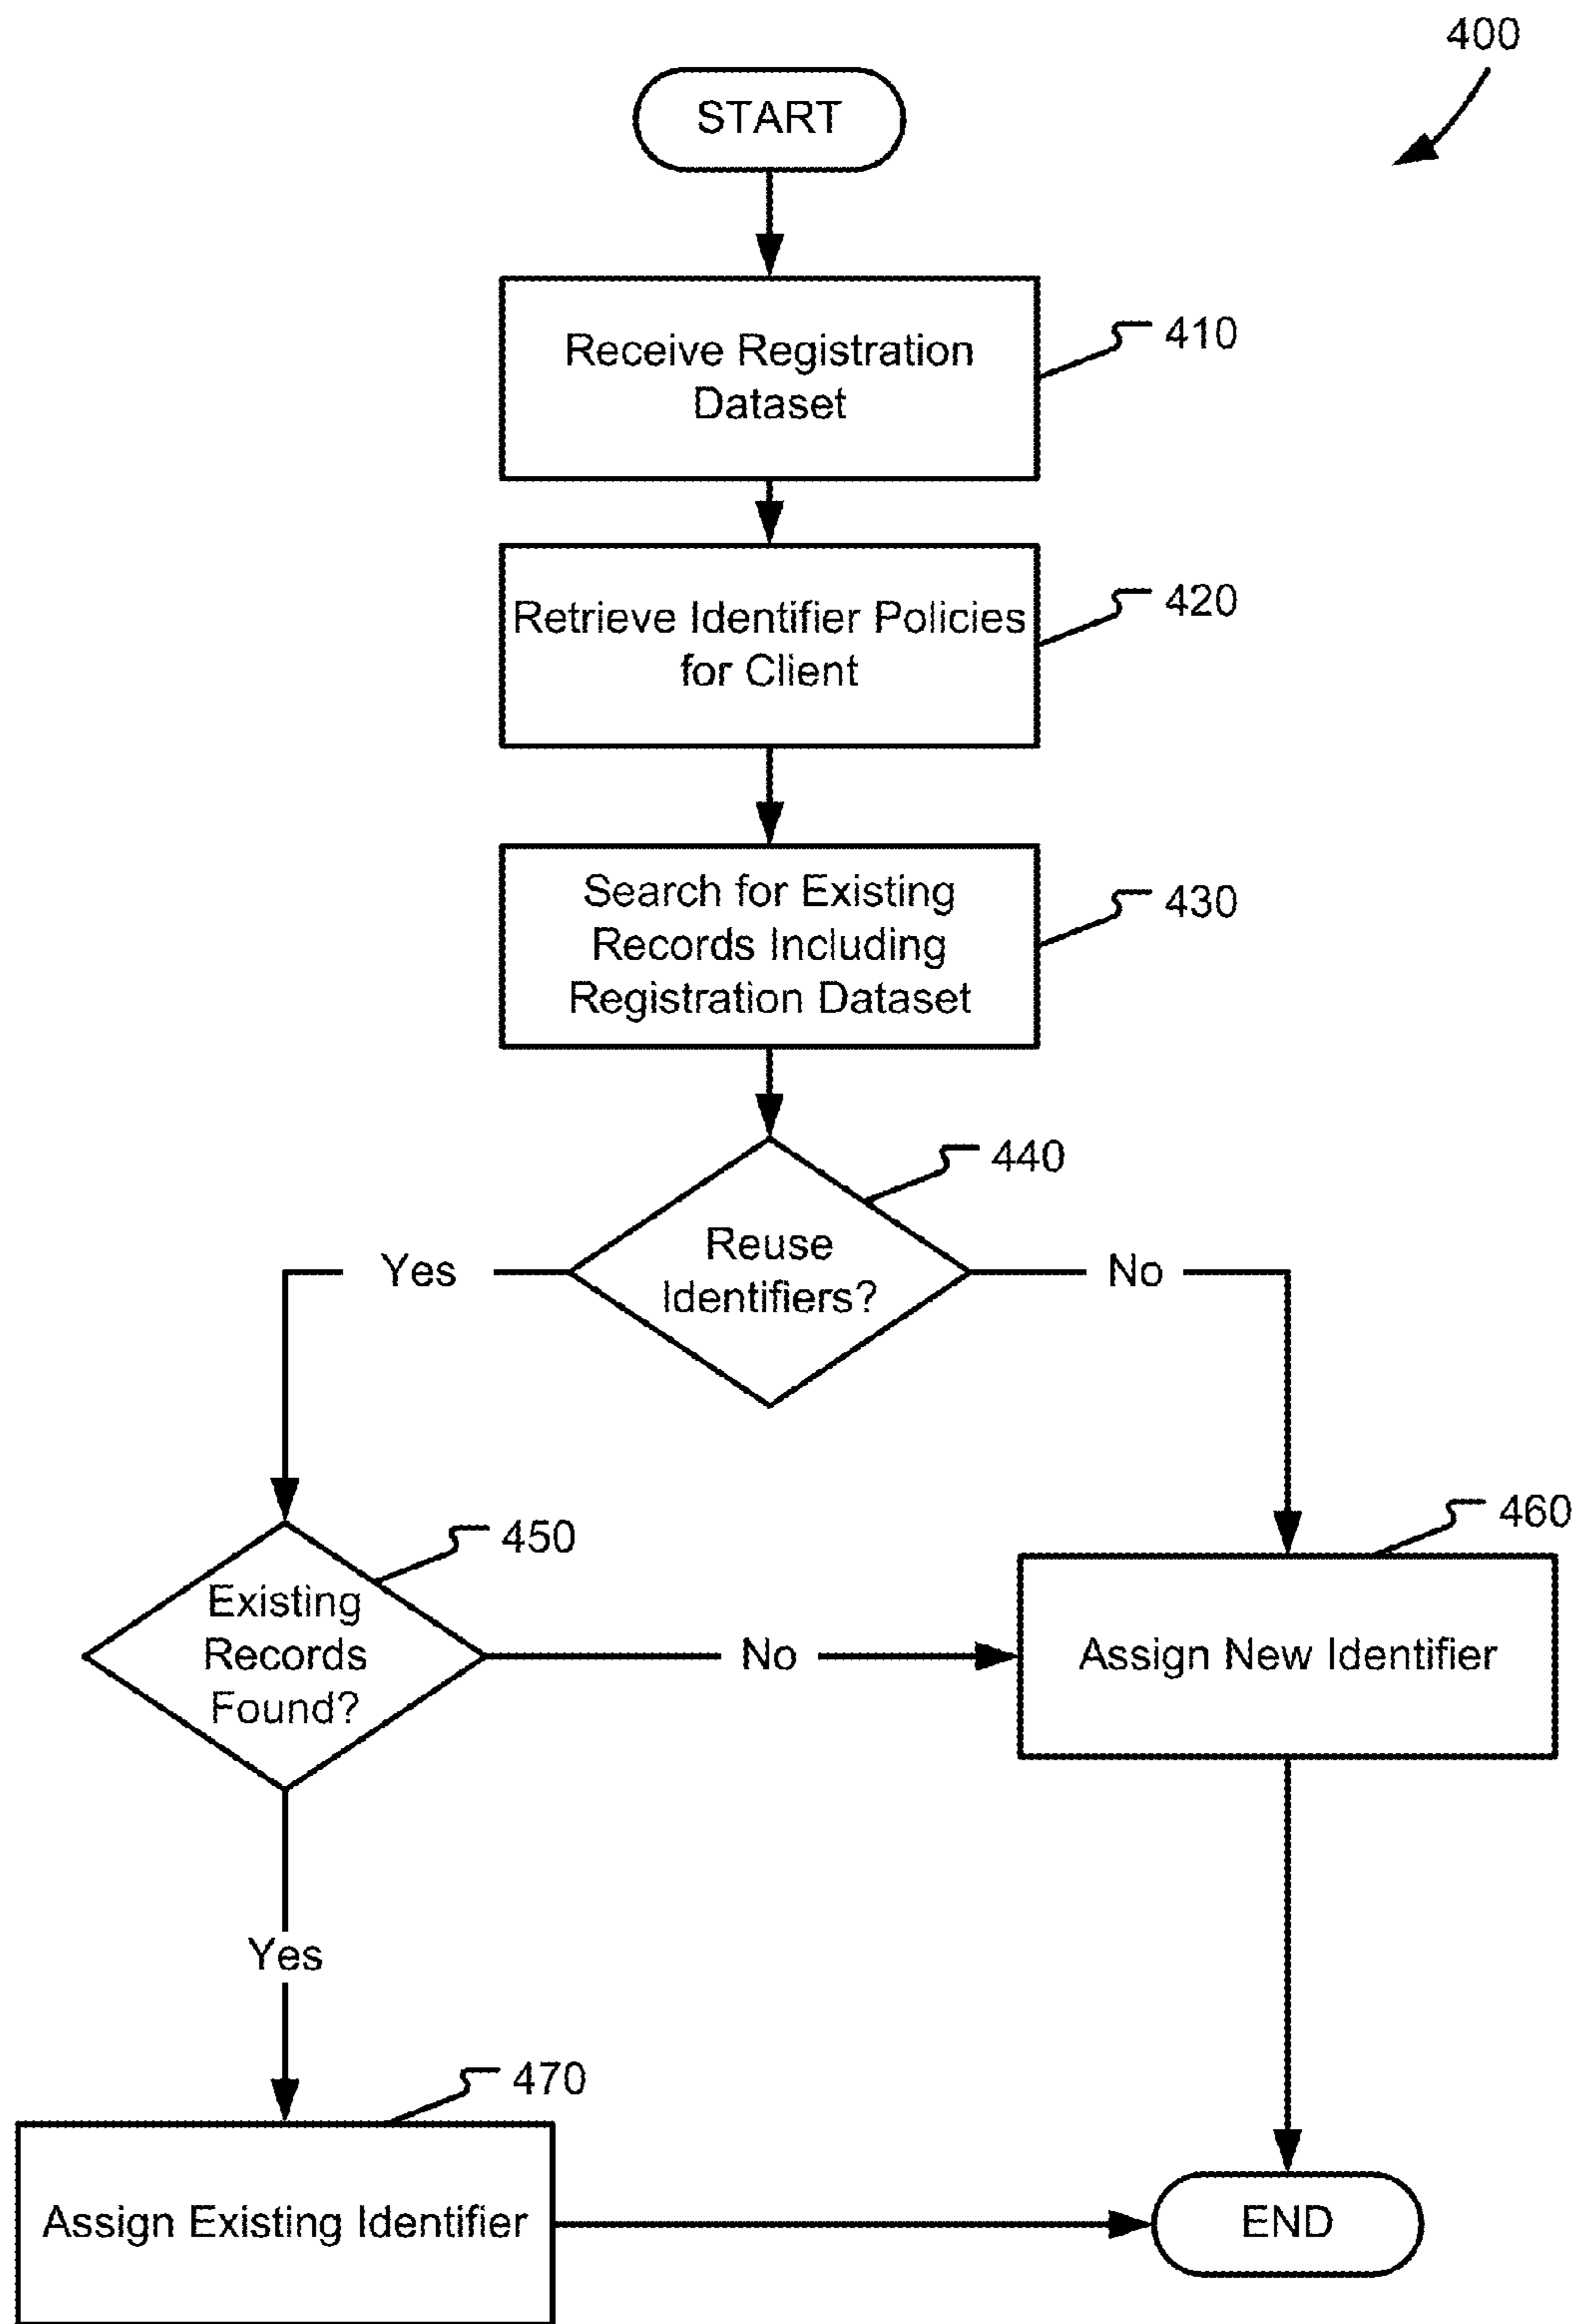 400
START
Receive Registration
Dataset
410
Retrieve Identifier Policies
for Client
420
Search for Existing
Records Including
Registration Dataset
430
440
Reuse
Identifiers?
Yes
No
450
Existing
Records
Found?
No
460
Assign New Identifier
Yes
470
Assign Existing Identifier
END